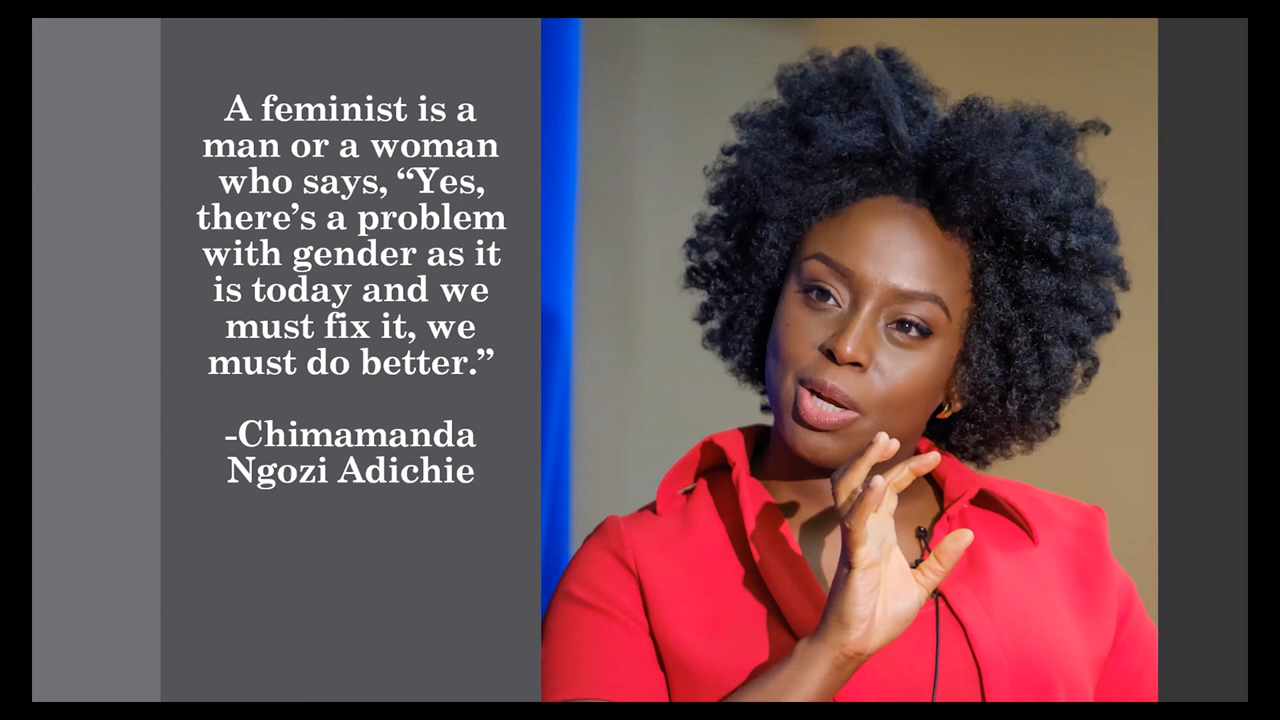 A feminist is a
man or a woman
who says, “Yes,
there’s a problem
with gender as it
is today and we
must fix it, we
must do better.”
-Chimamanda
Ngozi Adichie